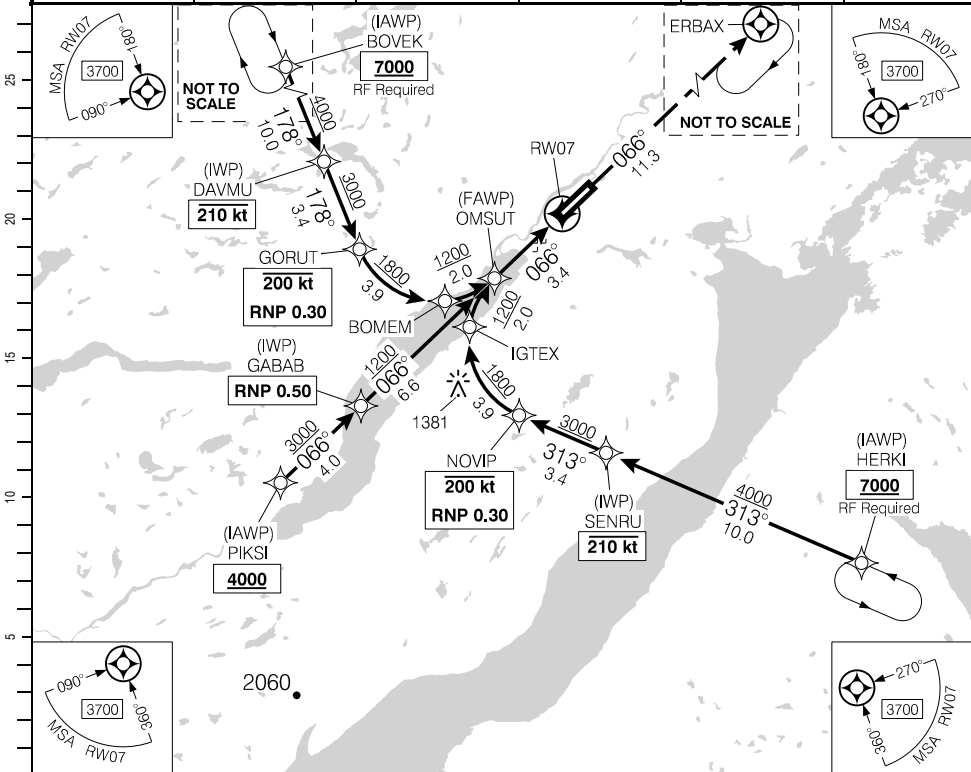 MSA RW07
180°
3700
090°
NOT TO
SCALE
(IAWP)
BOVEK
7000
RF Required
4000
178°
10.0
(IWP)
DAVMU
210 kt
3000
178°
3.4
GORUT
200 kt
RNP 0.30
1800
3.9
BOMEM
1200
2.0
(FAWP)
OMSUT
RW07
066°
3.4
066°
11.3
ERBAX
NOT TO SCALE
MSA RW07
180°
3700
270°
(IWP)
GABAB
RNP 0.50
1200
066°
6.6
3000
066°
4.0
(IAWP)
PIKSI
4000
1200
2.0
IGTEX
1381
1800
3.9
NOVIP
200 kt
RNP 0.30
3000
313°
3.4
(IWP)
SENRU
210 kt
4000
313°
10.0
(IAWP)
HERKI
7000
RF Required
2060
090°
3700
360°
MSA RW07
270°
3700
360°
MSA RW07
25
20
15
10
5